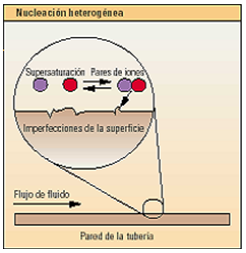 Nucleación heterogénea
Supersaturación Pares de iones
Imperfecciones de la superficie
Flujo de fluido
Pared de la tubería